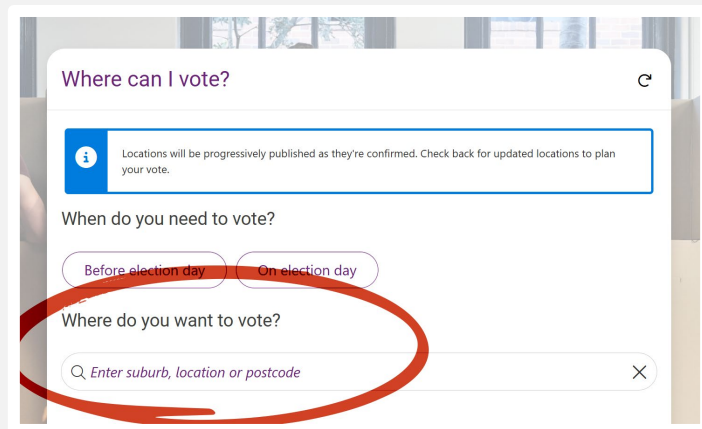 Where can I vote?
Locations will be progressively published as they're confirmed. Check back for updated locations to plan
your vote.
When do you need to vote?
Before election day On election day
Where do you want to vote?
Enter suburb, location or postcode